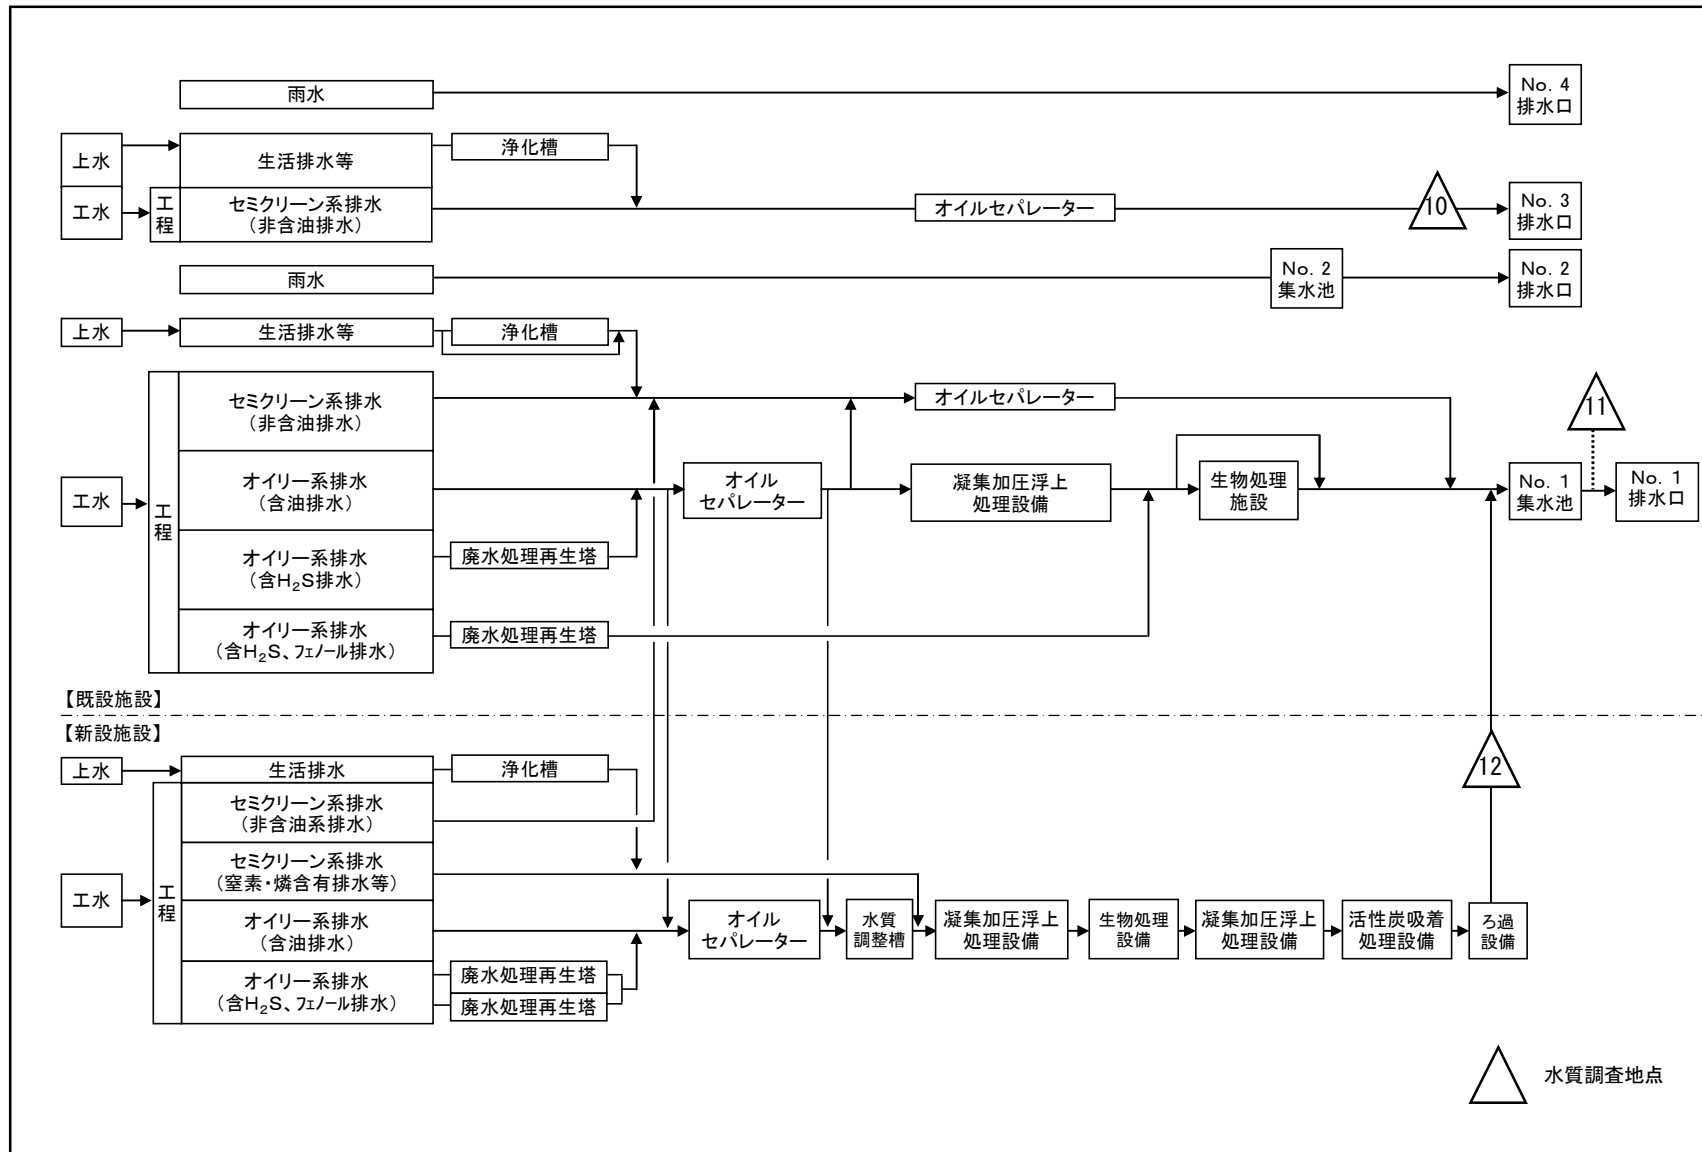 雨水
No. 4
排水口
上水
生活排水等
浄化槽
工水
工
程
セミクリーン系排水
(非含油排水)
オイルセパレーター
10
No. 3
排水口
雨水
No. 2
集水池
No. 2
排水口
上水
生活排水等
浄化槽
工水
工
程
セミクリーン系排水
(非含油排水)
オイルセパレーター
11
オイリー系排水
(含油排水)
オイル
セパレーター
凝集加圧浮上
処理設備
生物処理
施設
No. 1
集水池
No. 1
排水口
オイリー系排水
(含H₂S排水)
廃水処理再生塔
オイリー系排水
(含H₂S、フェノール排水)
廃水処理再生塔
【既設施設】
【新設施設】
上水
生活排水
浄化槽
12
工水
工
程
セミクリーン系排水
(非含油系排水)
セミクリーン系排水
(窒素・燐含有排水等)
オイリー系排水
(含油排水)
オイル
セパレーター
水質
調整槽
凝集加圧浮上
処理設備
生物処理
設備
凝集加圧浮上
処理設備
活性炭吸着
処理設備
ろ過
設備
オイリー系排水
(含H₂S、フェノール排水)
廃水処理再生塔
廃水処理再生塔
水質調査地点